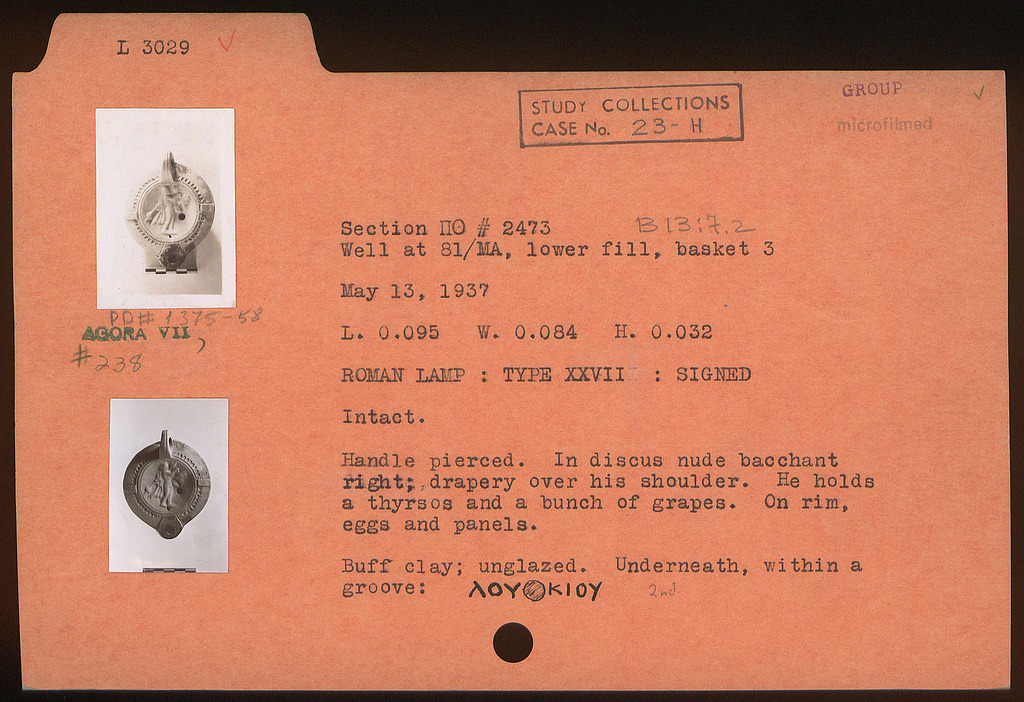 L 3029
STUDY COLLECTIONS
CASE No. 23-H
GROUP
microfilmed
Section ΠΘ # 2473 B 13:7.2
Well at 81/MA, lower fill, basket 3
May 13, 1937
PD# 1375-58
AGORA VII,
#238
L. 0.095 W. 0.084 H. 0.032
ROMAN LAMP : TYPE XXVII : SIGNED
Intact.
Handle pierced. In discus nude bacchant
right; drapery over his shoulder. He holds
a thyrsos and a bunch of grapes. On rim,
eggs and panels.
Buff clay; unglazed. Underneath, within a
groove: ΛΟΥΚΙΟΥ 2nd